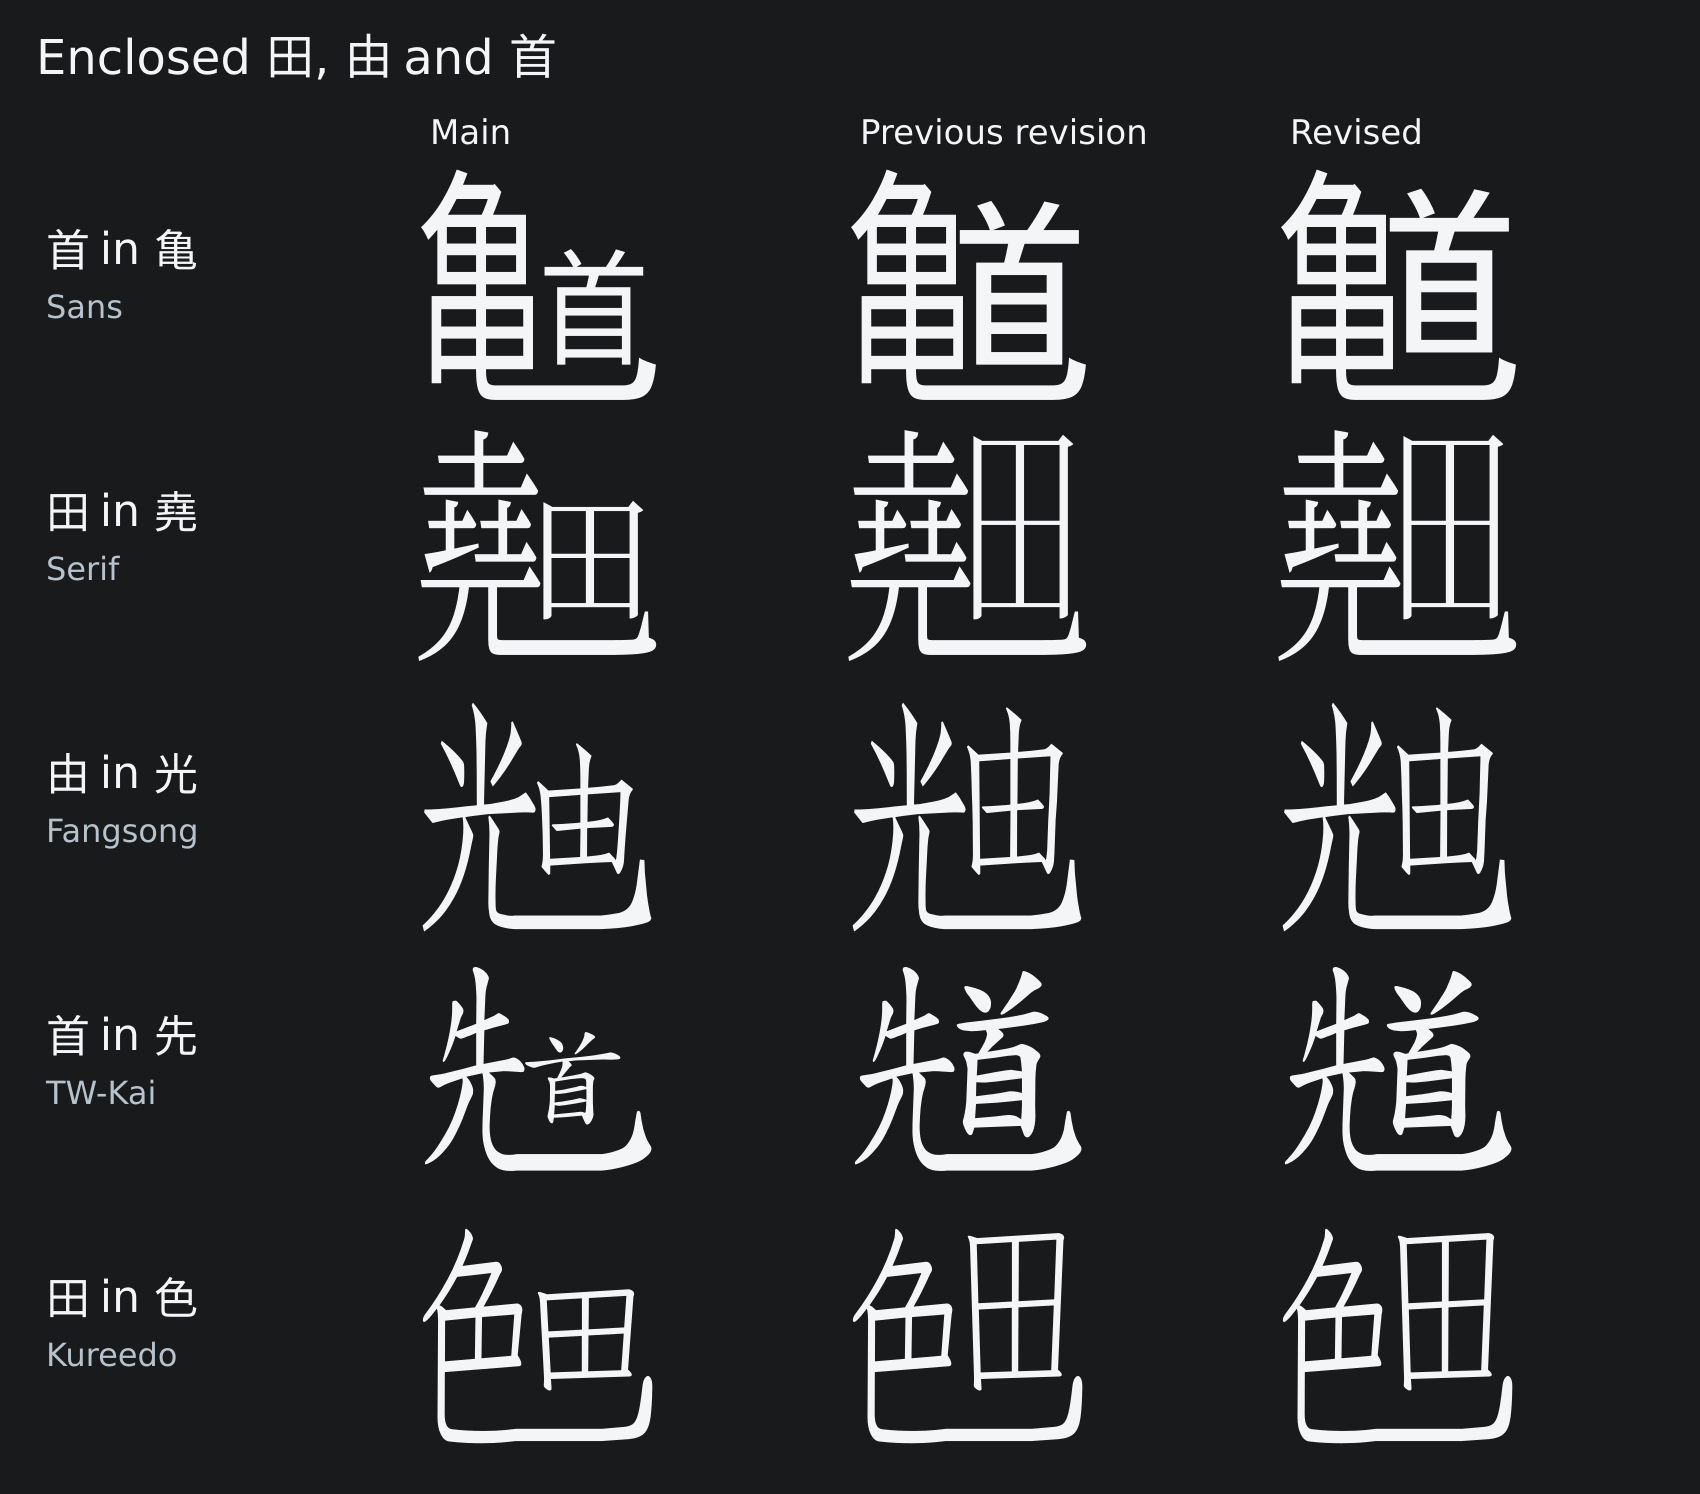 Enclosed 田, 由 and 首
Main Previous revision Revised
首 in 亀
Sans
田 in 堯
Serif
由 in 光
Fangsong
首 in 先
TW-Kai
田 in 色
Kureedo